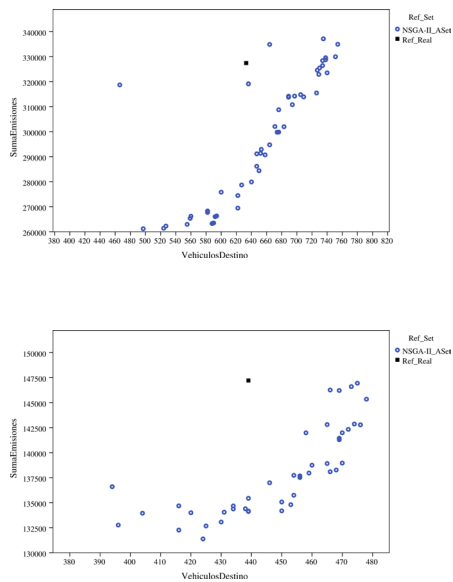 Ref_Set
NSGA-II_ASet
Ref_Real
SumaEmisiones
330000
320000
310000
300000
290000
280000
270000
260000
380 400 420 440 460 480 500 520 540 560 580 600 620 640 660 680 700 720 740 760 780 800 820
VehiculosDestino
Ref_Set
NSGA-II_ASet
Ref_Real
SumaEmisiones
150000
147500
145000
142500
140000
137500
135000
132500
130000
380 390 400 410 420 430 440 450 460 470 480
VehiculosDestino